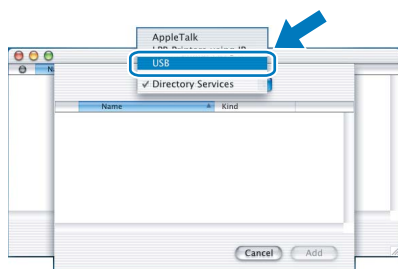 AppleTalk
USB
✓ Directory Services
Name Kind
Cancel Add